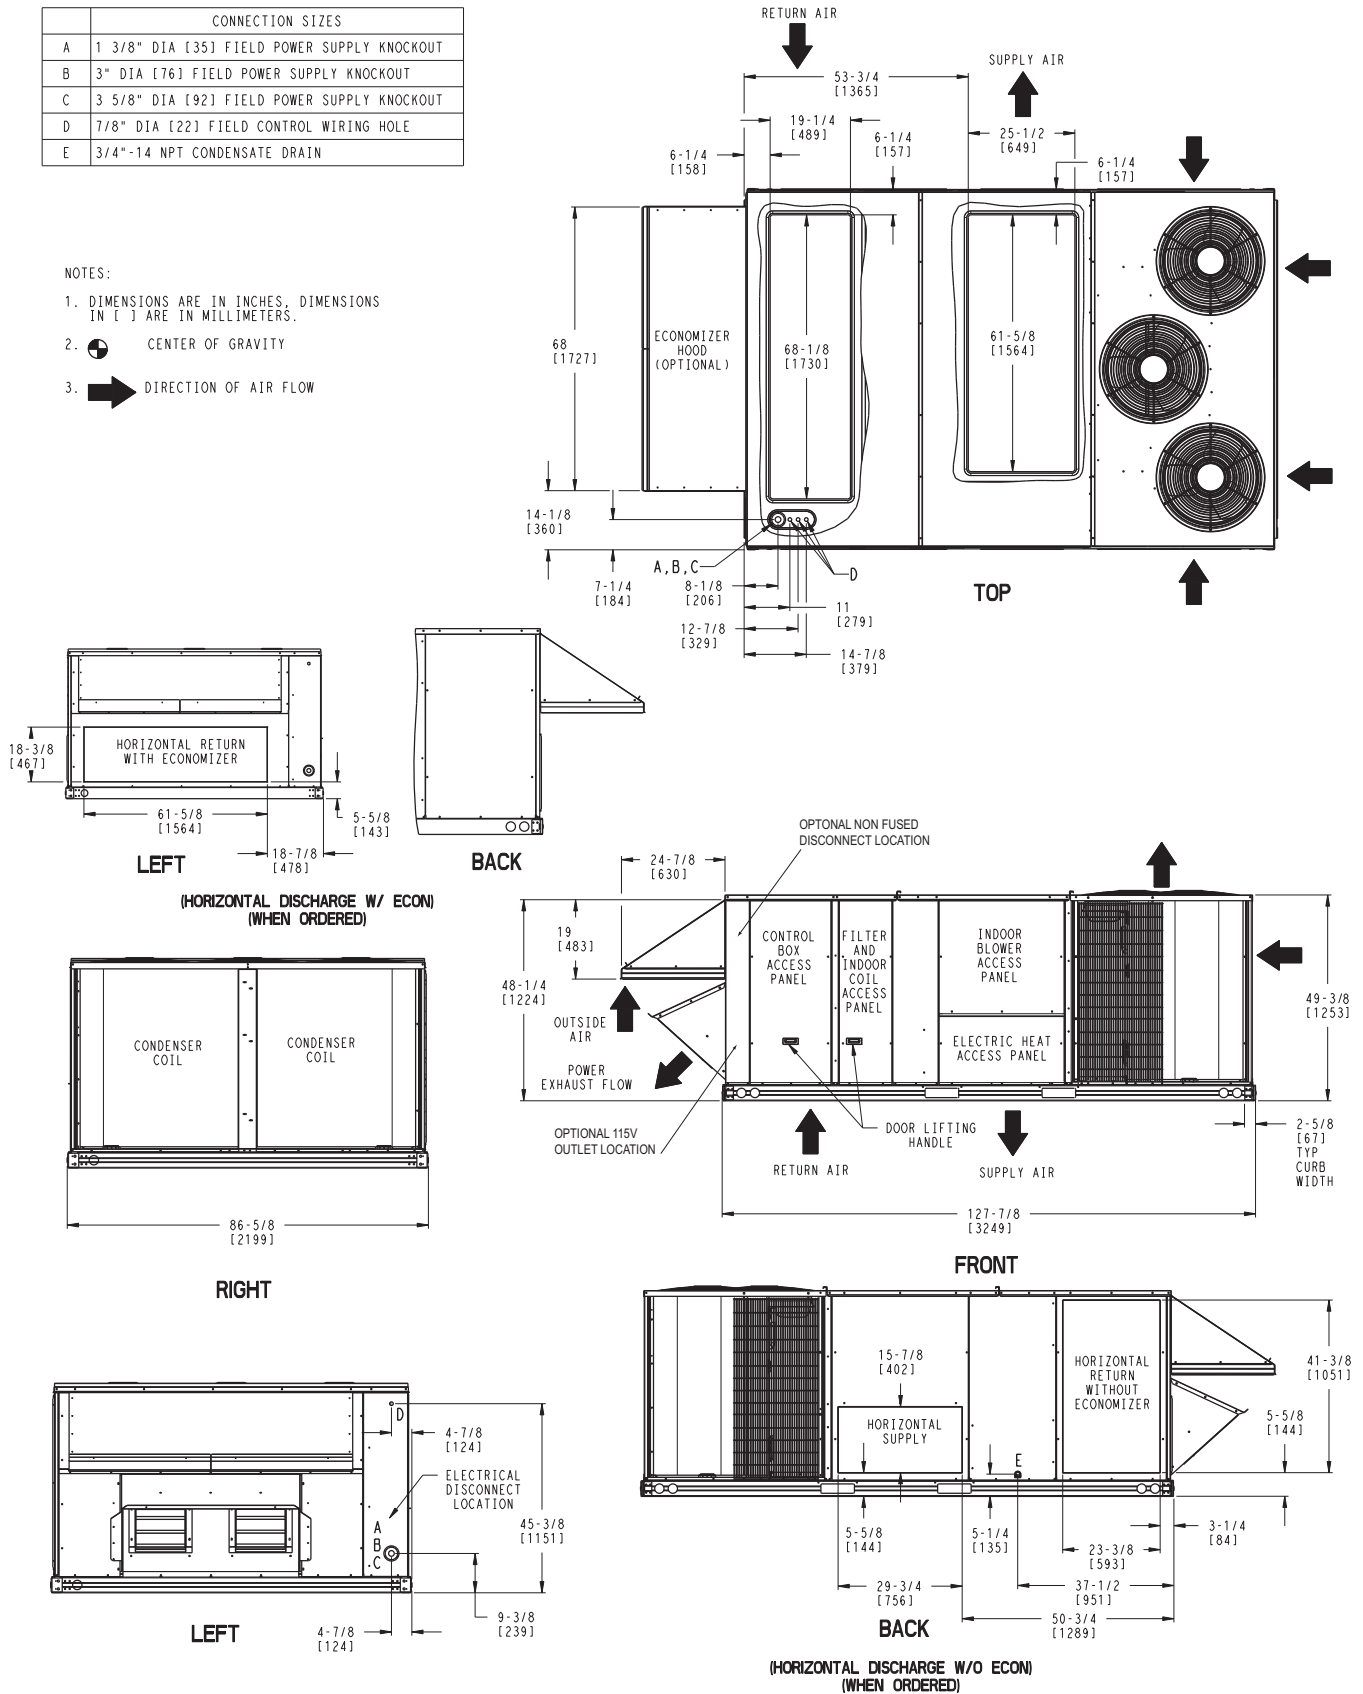 CONNECTION SIZES
A 1 3/8" DIA [35] FIELD POWER SUPPLY KNOCKOUT
B 3" DIA [76] FIELD POWER SUPPLY KNOCKOUT
C 3 5/8" DIA [92] FIELD POWER SUPPLY KNOCKOUT
D 7/8" DIA [22] FIELD CONTROL WIRING HOLE
E 3/4"-14 NPT CONDENSATE DRAIN
NOTES:
1. DIMENSIONS ARE IN INCHES, DIMENSIONS
IN [ ] ARE IN MILLIMETERS.
2. CENTER OF GRAVITY
3. DIRECTION OF AIR FLOW
RETURN AIR
53-3/4
[1365]
SUPPLY AIR
19-1/4
[489]
6-1/4
[157]
25-1/2
[649]
6-1/4
[158]
6-1/4
[157]
68
[1727]
ECONOMIZER
HOOD
(OPTIONAL)
68-1/8
[1730]
61-5/8
[1564]
14-1/8
[360]
A,B,C
D
7-1/4
[184]
8-1/8
[206]
11
[279]
12-7/8
[329]
14-7/8
[379]
TOP
18-3/8
[467]
HORIZONTAL RETURN
WITH ECONOMIZER
61-5/8
[1564]
5-5/8
[143]
18-7/8
[478]
LEFT
BACK
(HORIZONTAL DISCHARGE W/ ECON)
(WHEN ORDERED)
OPTONAL NON FUSED
DISCONNECT LOCATION
24-7/8
[630]
19
[483]
48-1/4
[1224]
CONTROL
BOX
ACCESS
PANEL
FILTER
AND
INDOOR
COIL
ACCESS
PANEL
INDOOR
BLOWER
ACCESS
PANEL
ELECTRIC HEAT
ACCESS PANEL
49-3/8
[1253]
OUTSIDE
AIR
POWER
EXHAUST FLOW
OPTIONAL 115V
OUTLET LOCATION
DOOR LIFTING
HANDLE
RETURN AIR
SUPPLY AIR
2-5/8
[67]
TYP
CURB
WIDTH
127-7/8
[3249]
FRONT
CONDENSER
COIL
CONDENSER
COIL
86-5/8
[2199]
RIGHT
15-7/8
[402]
HORIZONTAL
SUPPLY
HORIZONTAL
RETURN
WITHOUT
ECONOMIZER
41-3/8
[1051]
5-5/8
[144]
E
5-5/8
[144]
5-1/4
[135]
3-1/4
[84]
23-3/8
[593]
29-3/4
[756]
37-1/2
[951]
50-3/4
[1289]
BACK
(HORIZONTAL DISCHARGE W/O ECON)
(WHEN ORDERED)
D
4-7/8
[124]
ELECTRICAL
DISCONNECT
LOCATION
A
B
C
45-3/8
[1151]
9-3/8
[239]
4-7/8
[124]
LEFT